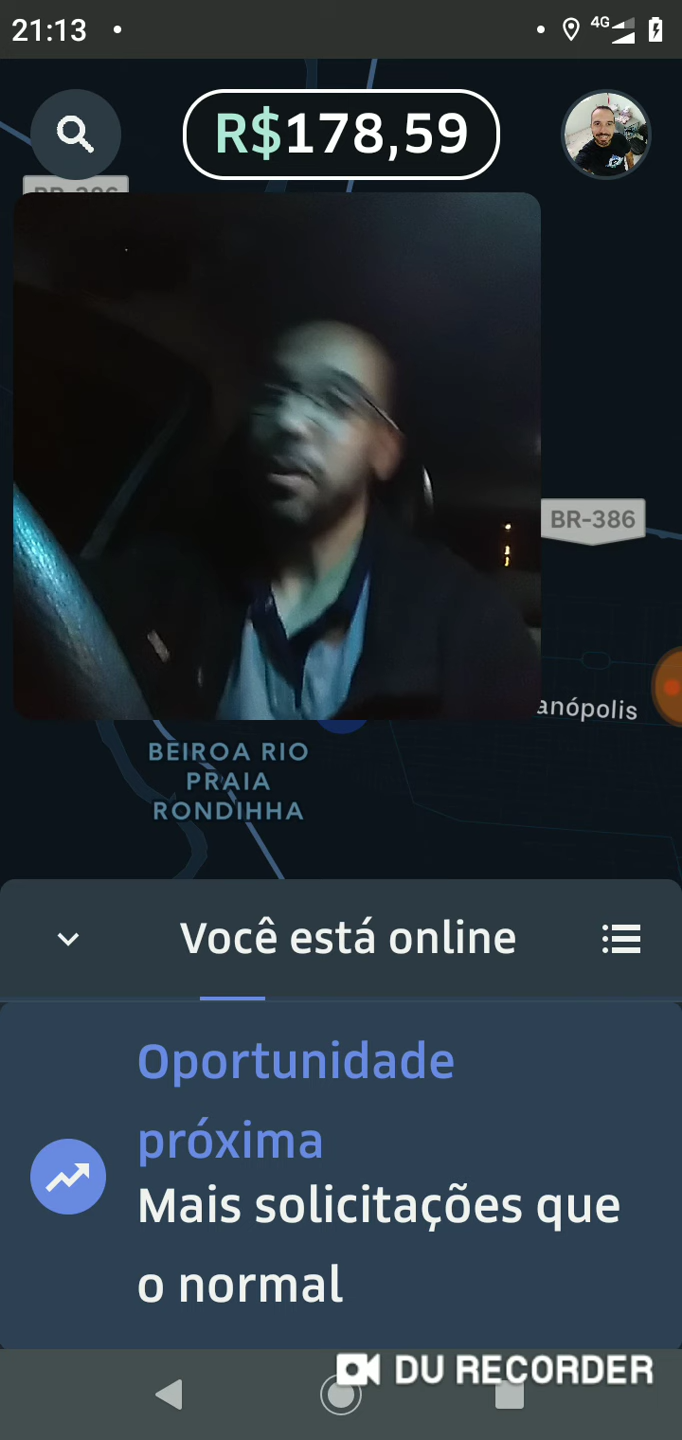 21:13
4G
R$178,59
BR-386
BR-386
anópolis
BEIROA RIO
PRAIA
RONDIHHA
Você está online
Oportunidade
próxima
Mais solicitações que
o normal
DU RECORDER